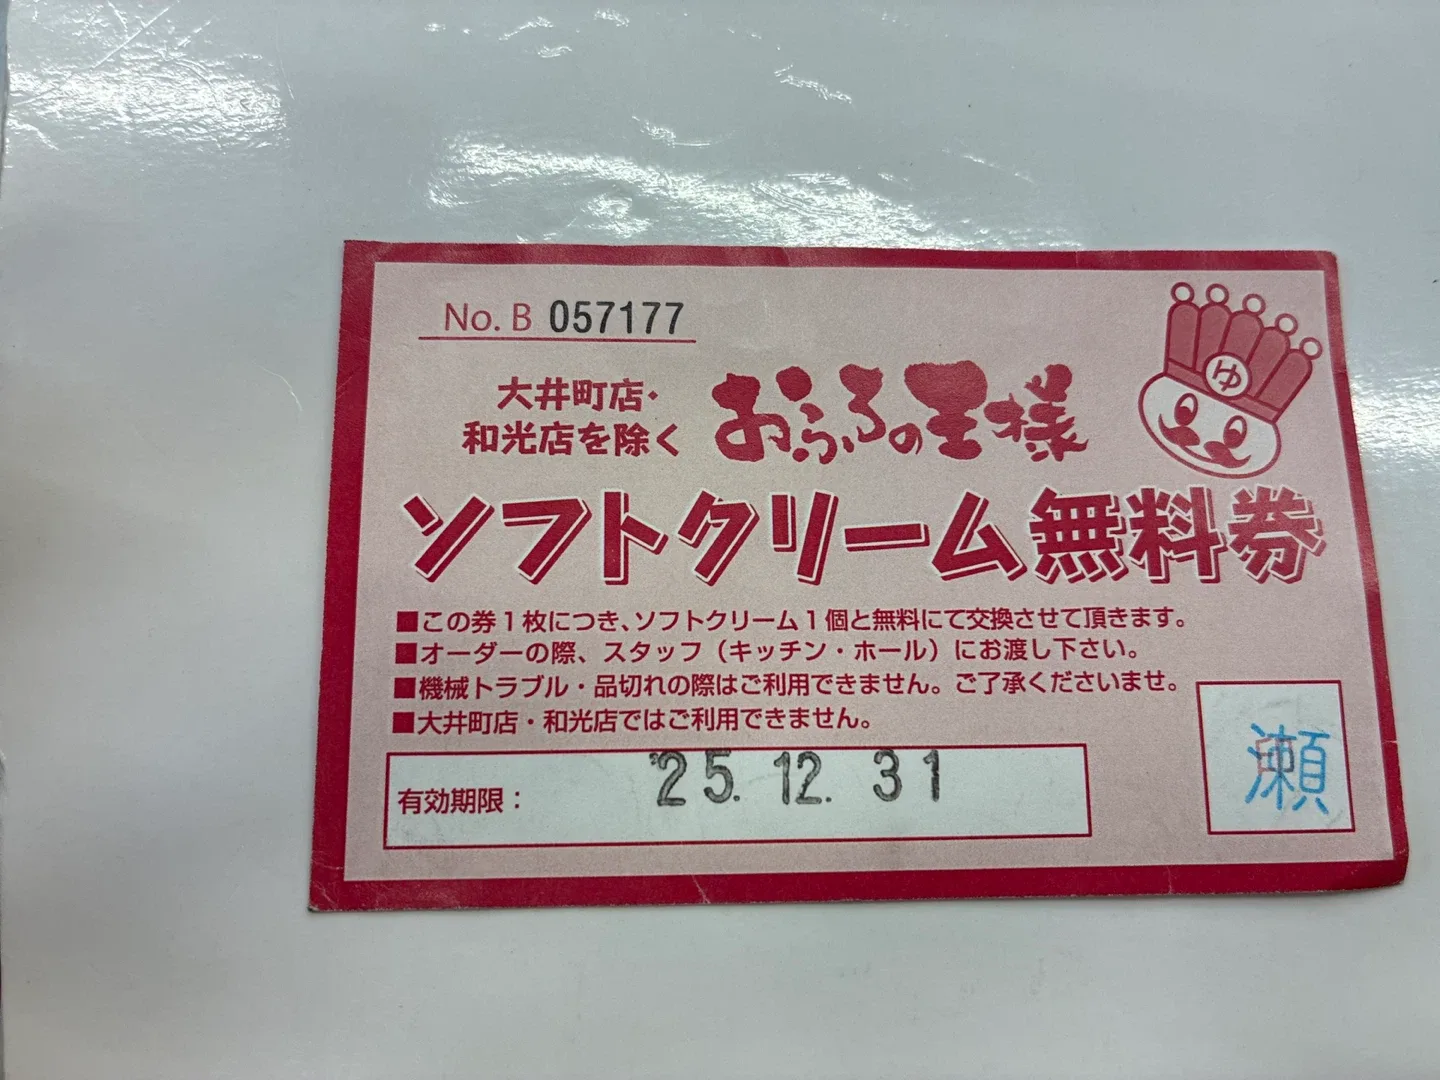 No. B 057177
大井町店・
和光店を除く
おふろの王様
ゆ
ソフトクリーム無料券
■この券1枚につき、ソフトクリーム1個と無料にて交換させて頂きます。
■オーダーの際、スタッフ（キッチン・ホール）にお渡し下さい。
■機械トラブル・品切れの際はご利用できません。ご了承くださいませ。
■大井町店・和光店ではご利用できません。
有効期限：'25.12.31
瀬